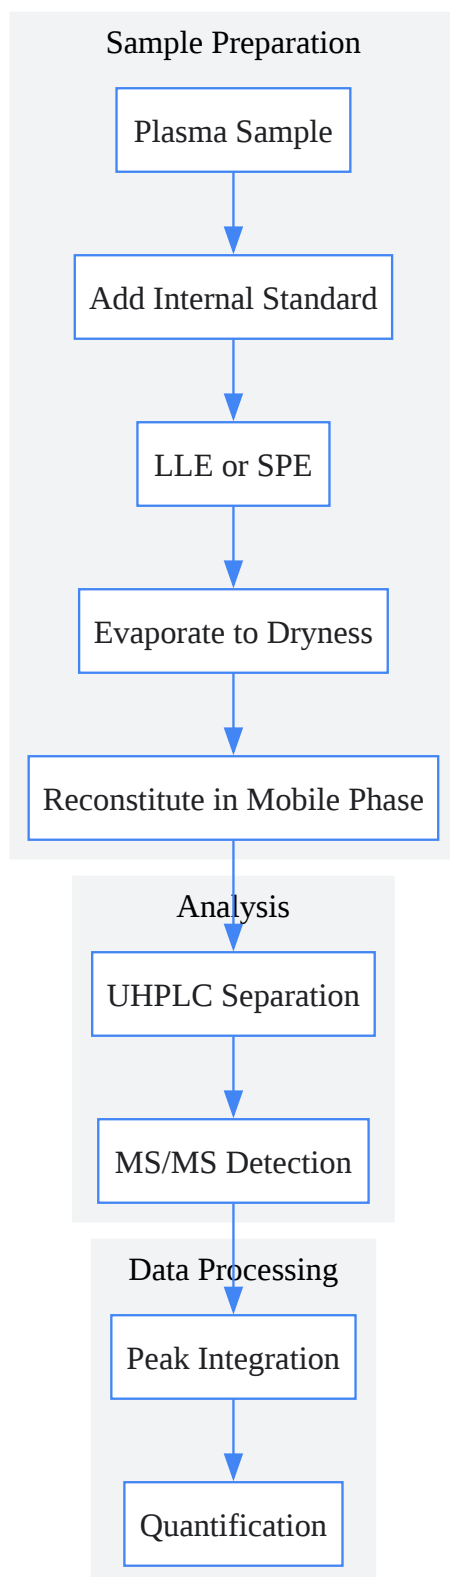 Sample Preparation
Plasma Sample
Add Internal Standard
LLE or SPE
Evaporate to Dryness
Reconstitute in Mobile Phase
Analysis
UHPLC Separation
MS/MS Detection
Data Processing
Peak Integration
Quantification